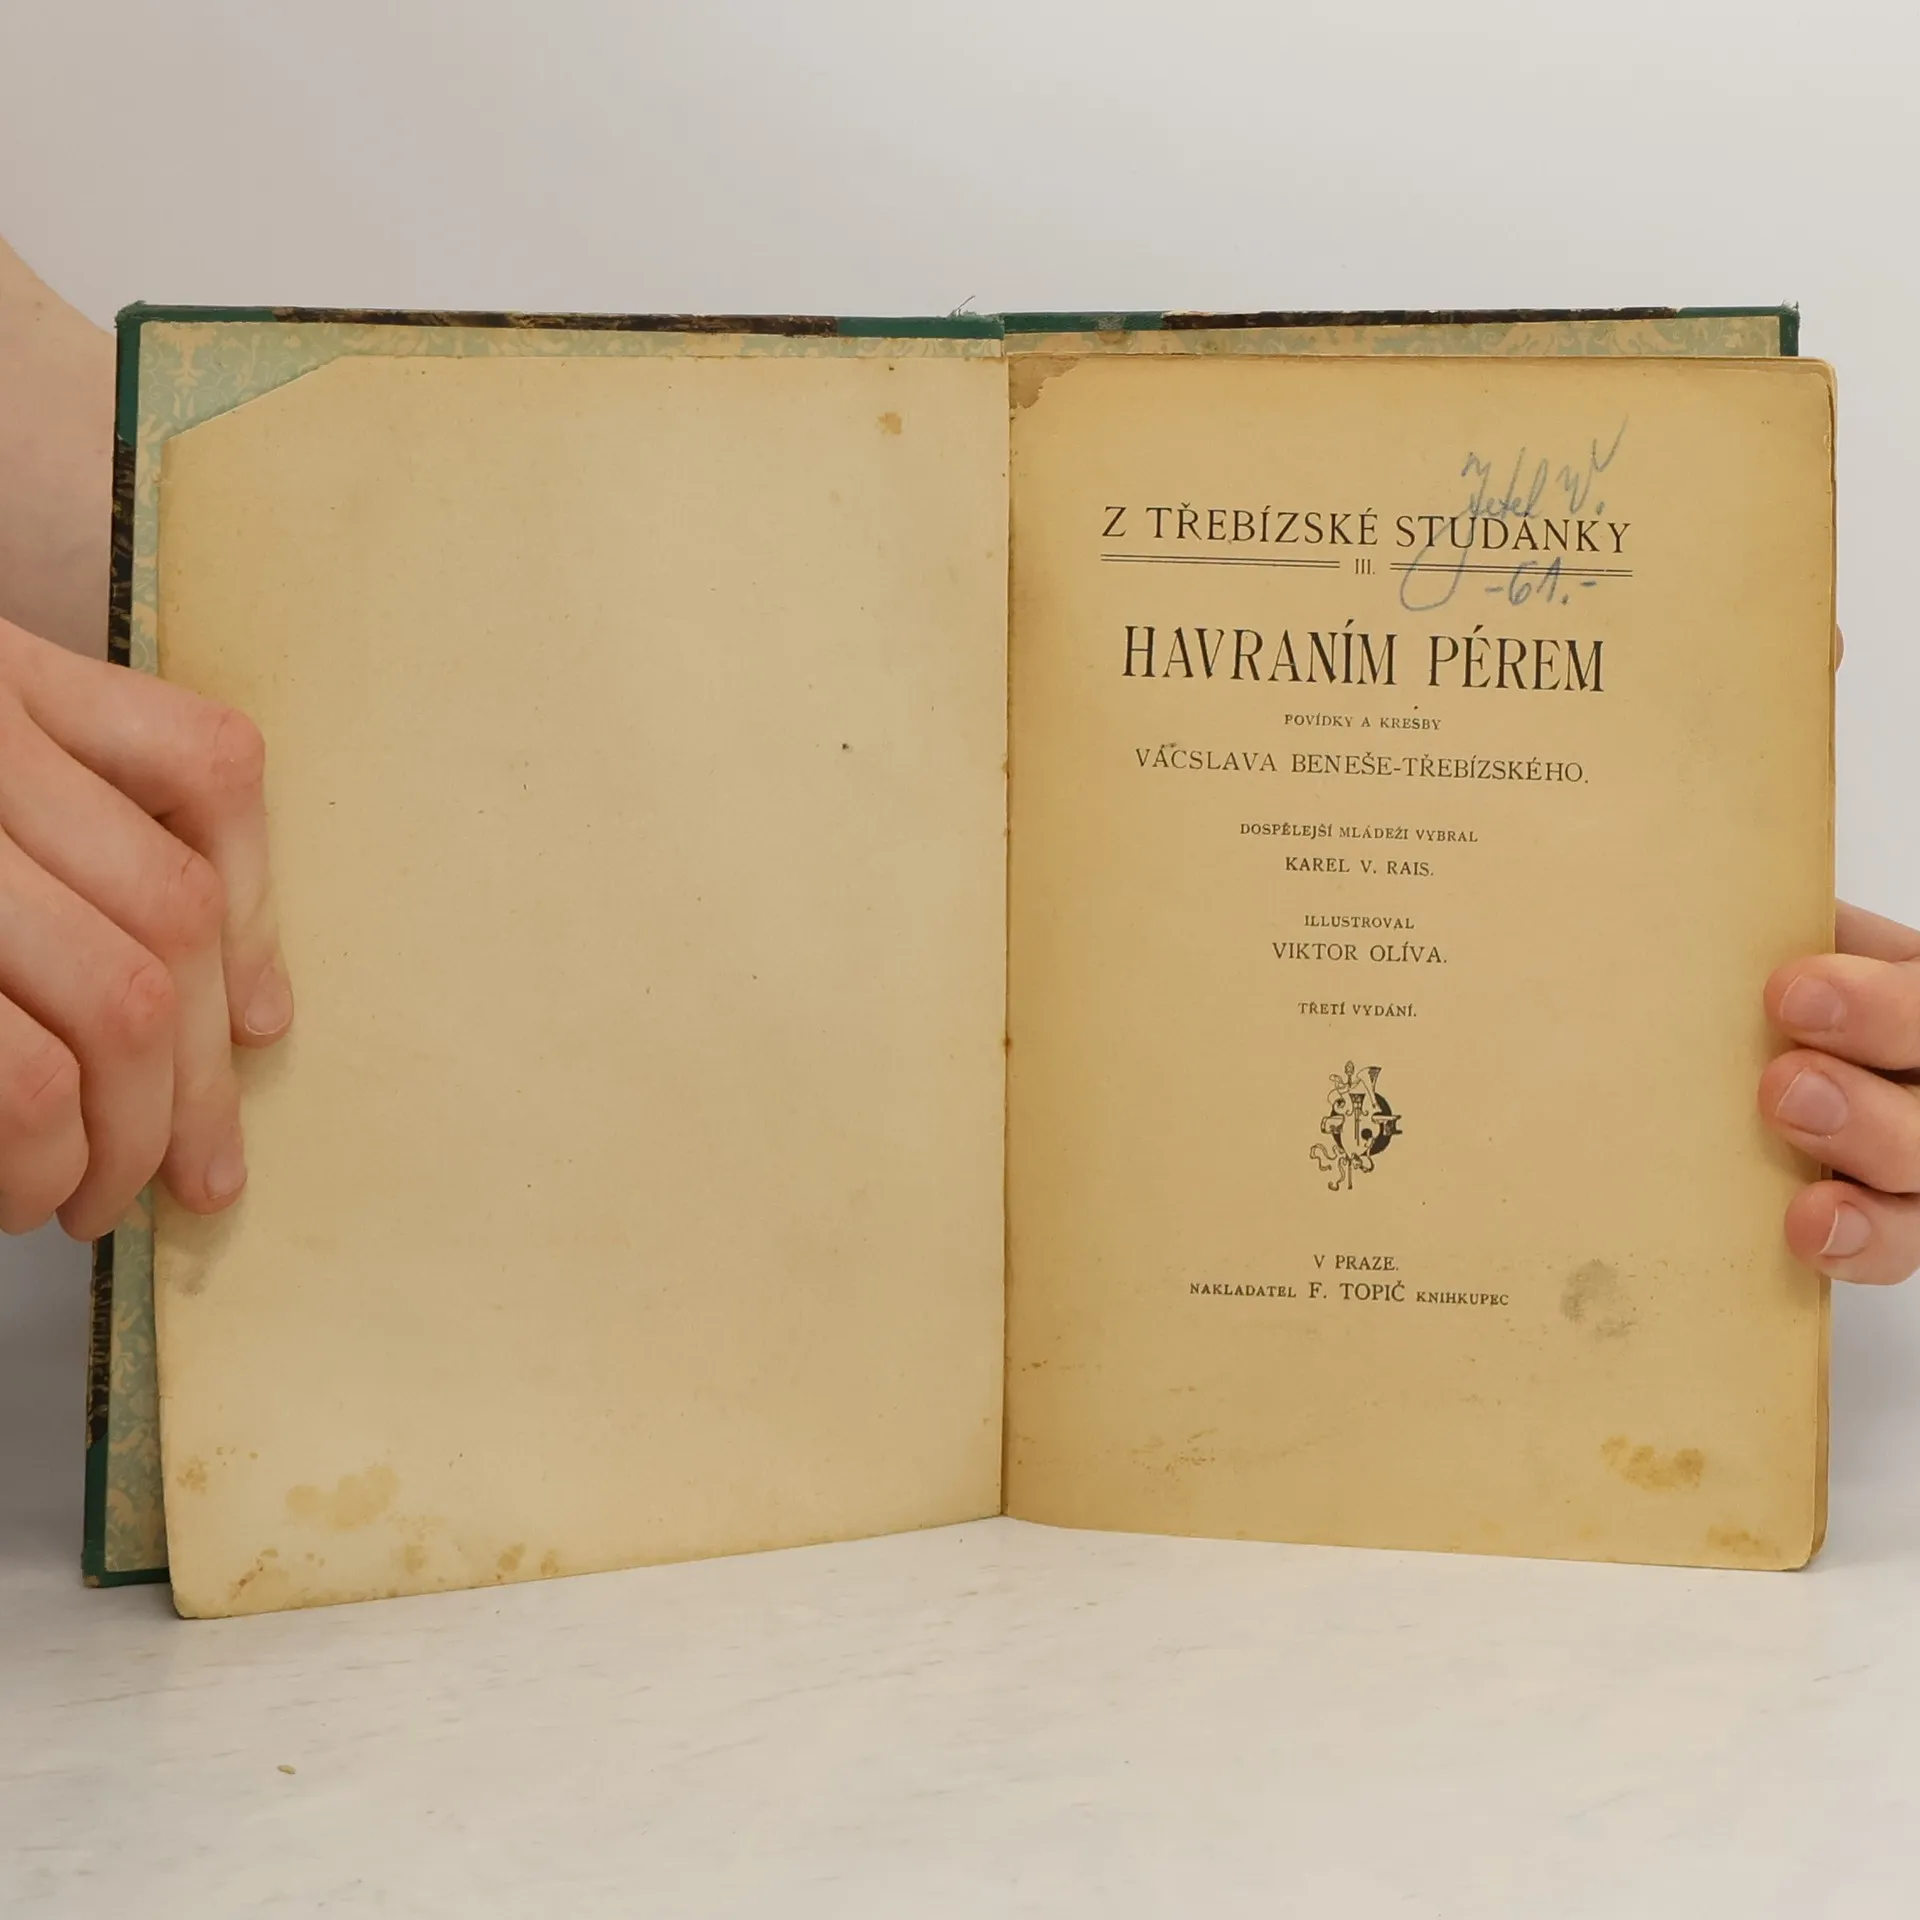 Z TŘEBÍZSKÉ STUDÁNKY
III.
-61.-
HAVRANÍM PÉREM
POVÍDKY A KRESBY
VÁCSLAVA BENEŠE-TŘEBÍZSKÉHO.
DOSPĚLEJŠÍ MLÁDEŽI VYBRAL
KAREL V. RAIS.
ILLUSTROVAL
VIKTOR OLÍVA.
TŘETÍ VYDÁNÍ.
V PRAZE.
NAKLADATEL F. TOPIČ KNIHKUPEC